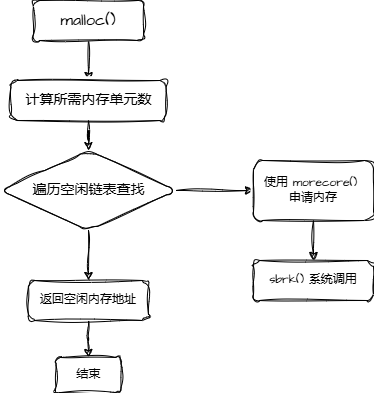 malloc()
计算所需内存单元数
遍历空闲链表查找
使用 morecore()
申请内存
sbrk() 系统调用
返回空闲内存地址
结束